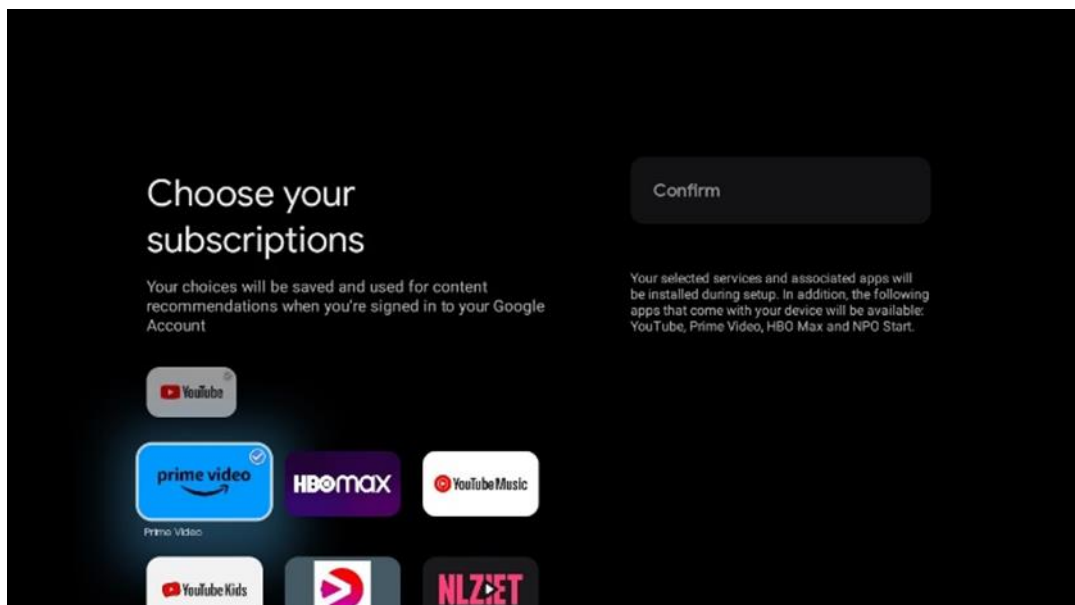 Choose your
subscriptions
Your choices will be saved and used for content
recommendations when you're signed in to your Google
Account
YouTube
prime video
HBOmax
YouTube Music
Prime Video
YouTube Kids
NLZIET
Confirm
Your selected services and associated apps will
be installed during setup. In addition, the following
apps that come with your device will be available:
YouTube, Prime Video, HBO Max and NPO Start.